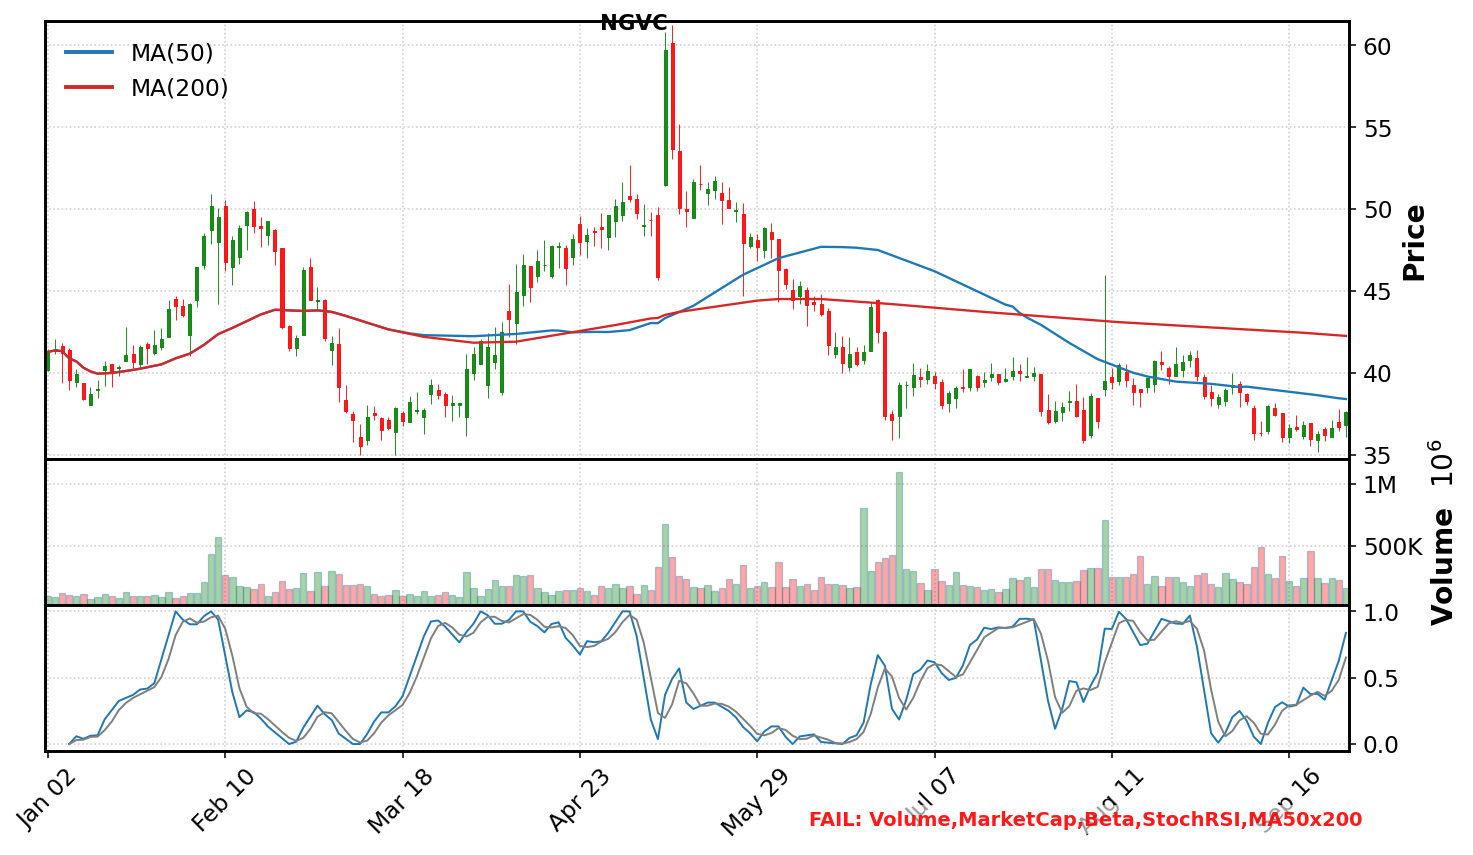 NGVC
MA(50)
MA(200)
60
55
50
45
40
35
Price
1M
500K
Volume 10^6
1.0
0.5
0.0
Jan 02
Feb 10
Mar 18
Apr 23
May 29
Jul 07
Aug 11
Sep 16
FAIL: Volume,MarketCap,Beta,StochRSI,MA50x200